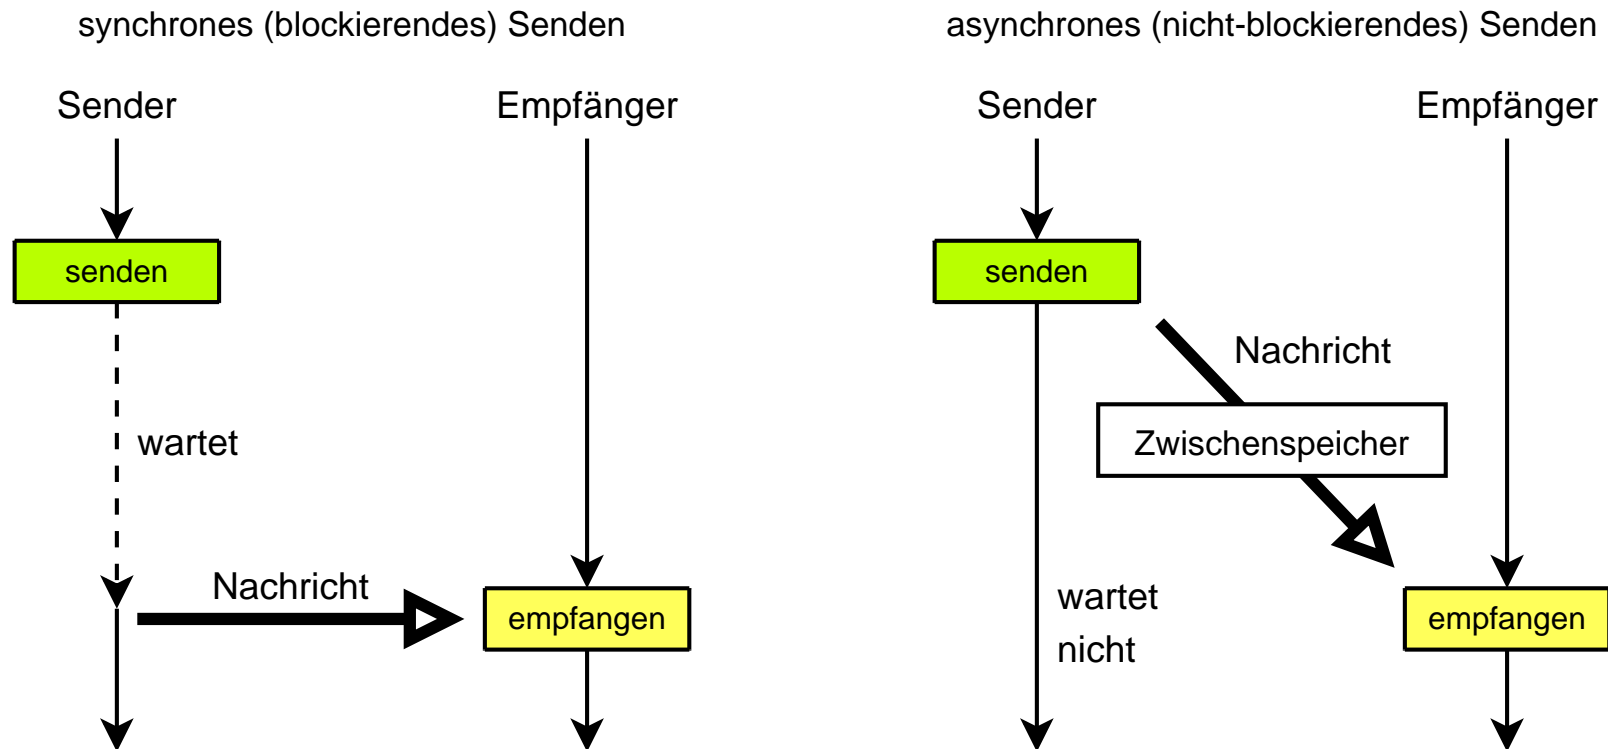 synchrones (blockierendes) Senden
Sender
Empfänger
senden
wartet
Nachricht
empfangen
asynchrones (nicht-blockierendes) Senden
Sender
Empfänger
senden
Nachricht
Zwischenspeicher
wartet
nicht
empfangen